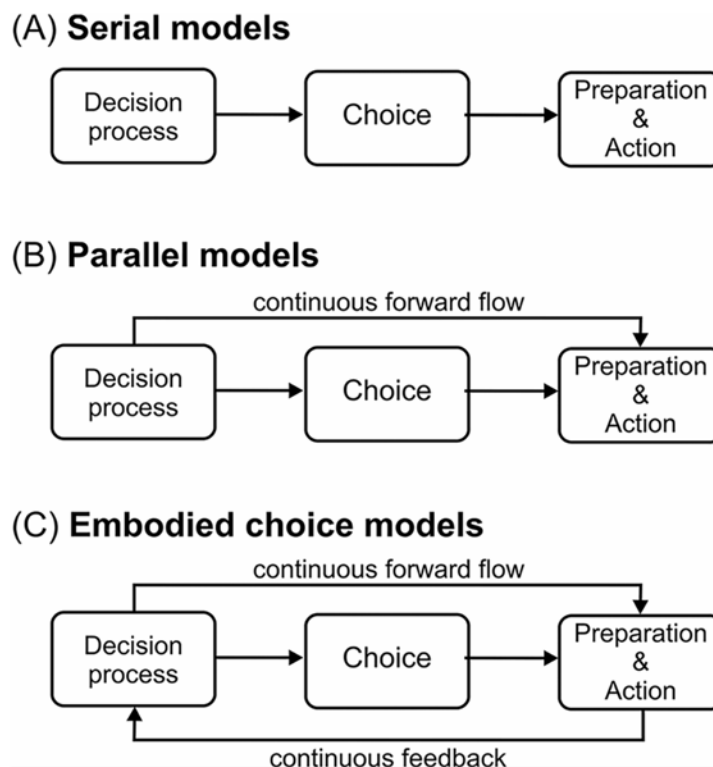 (A) Serial models
Decision
process
Choice
Preparation
&
Action
(B) Parallel models
continuous forward flow
Decision
process
Choice
Preparation
&
Action
(C) Embodied choice models
continuous forward flow
Decision
process
Choice
Preparation
&
Action
continuous feedback